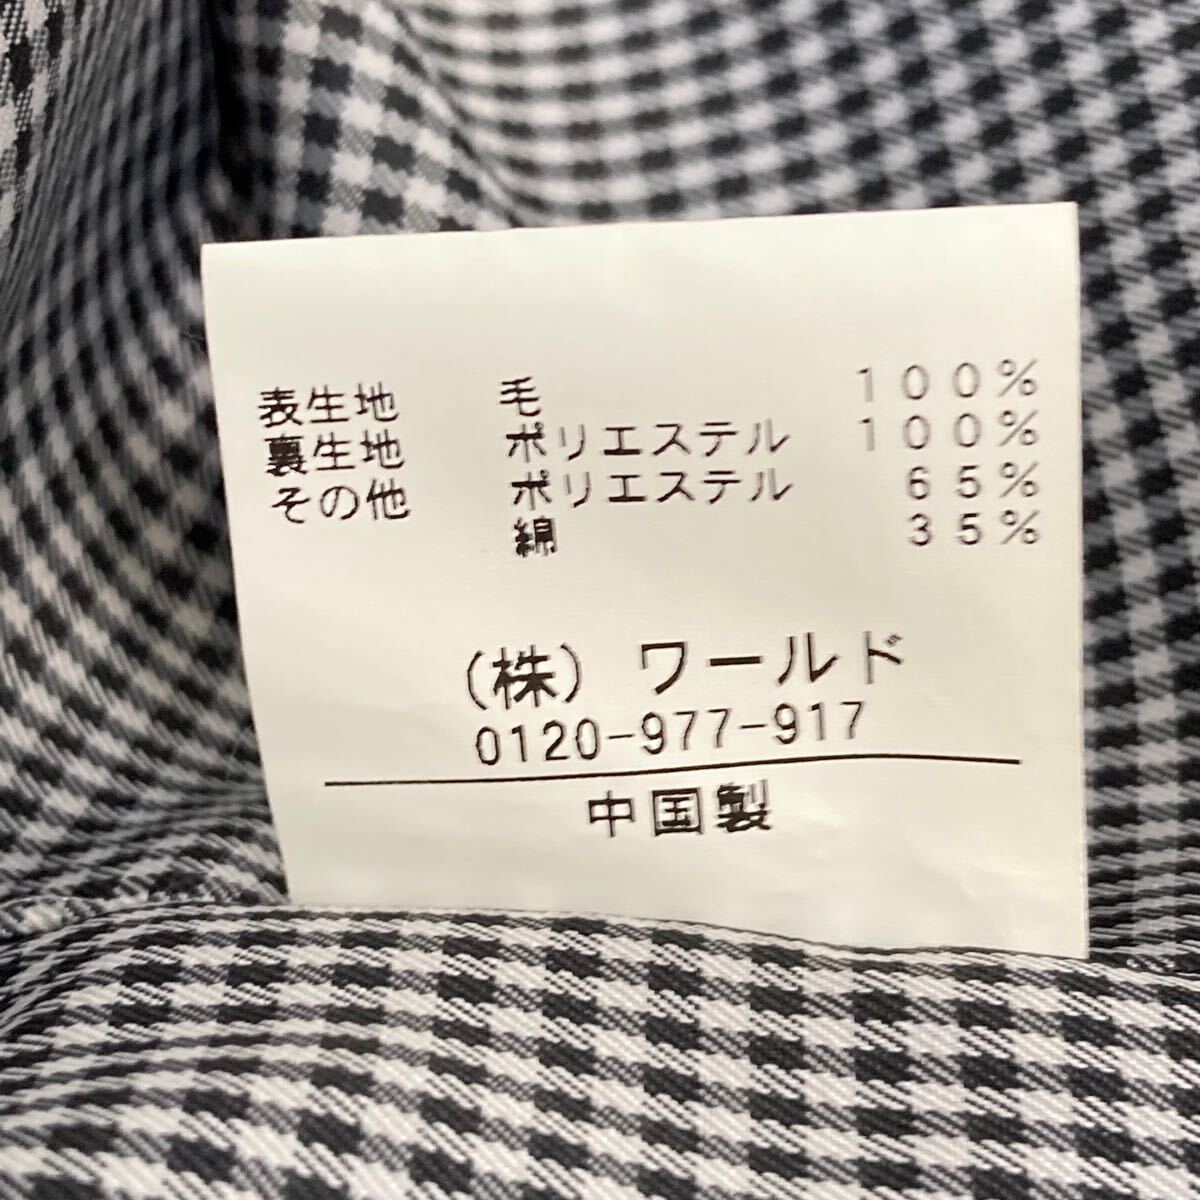 表生地 毛 100%
裏生地 ポリエステル 100%
その他 ポリエステル 65%
綿 35%
(株) ワールド
0120-977-917
中国製